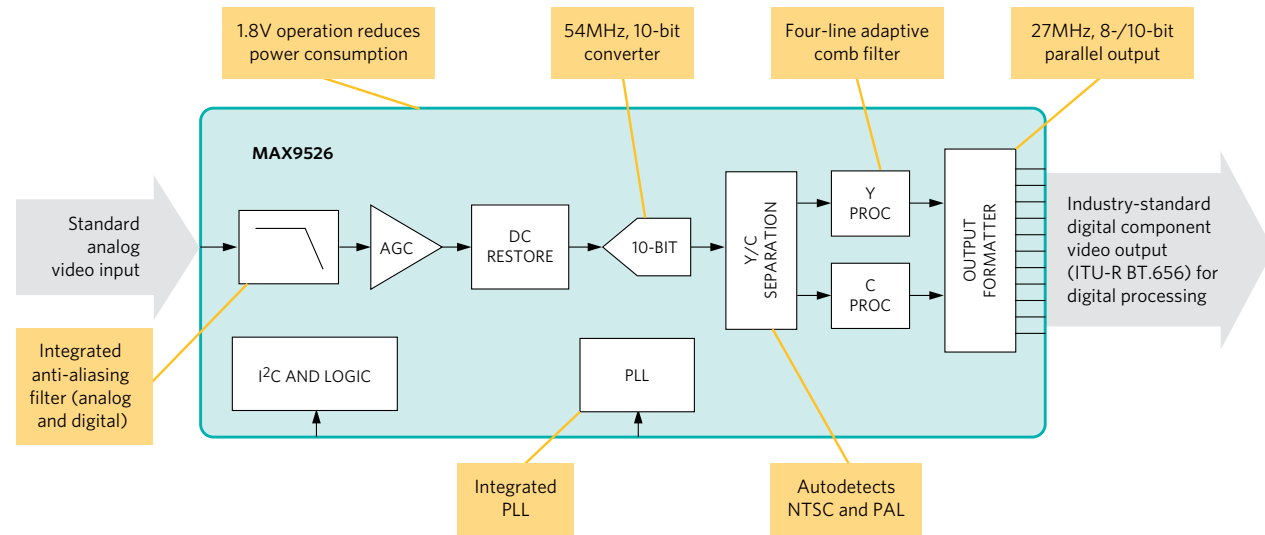 1.8V operation reduces
power consumption
54MHz, 10-bit
converter
Four-line adaptive
comb filter
27MHz, 8-/10-bit
parallel output
MAX9526
Standard
analog
video input
AGC
DC
RESTORE
10-BIT
Y/C
SEPARATION
Y
PROC
C
PROC
OUTPUT
FORMATTER
Industry-standard
digital component
video output
(ITU-R BT.656) for
digital processing
Integrated
anti-aliasing
filter (analog
and digital)
I²C AND LOGIC
PLL
Integrated
PLL
Autodetects
NTSC and PAL